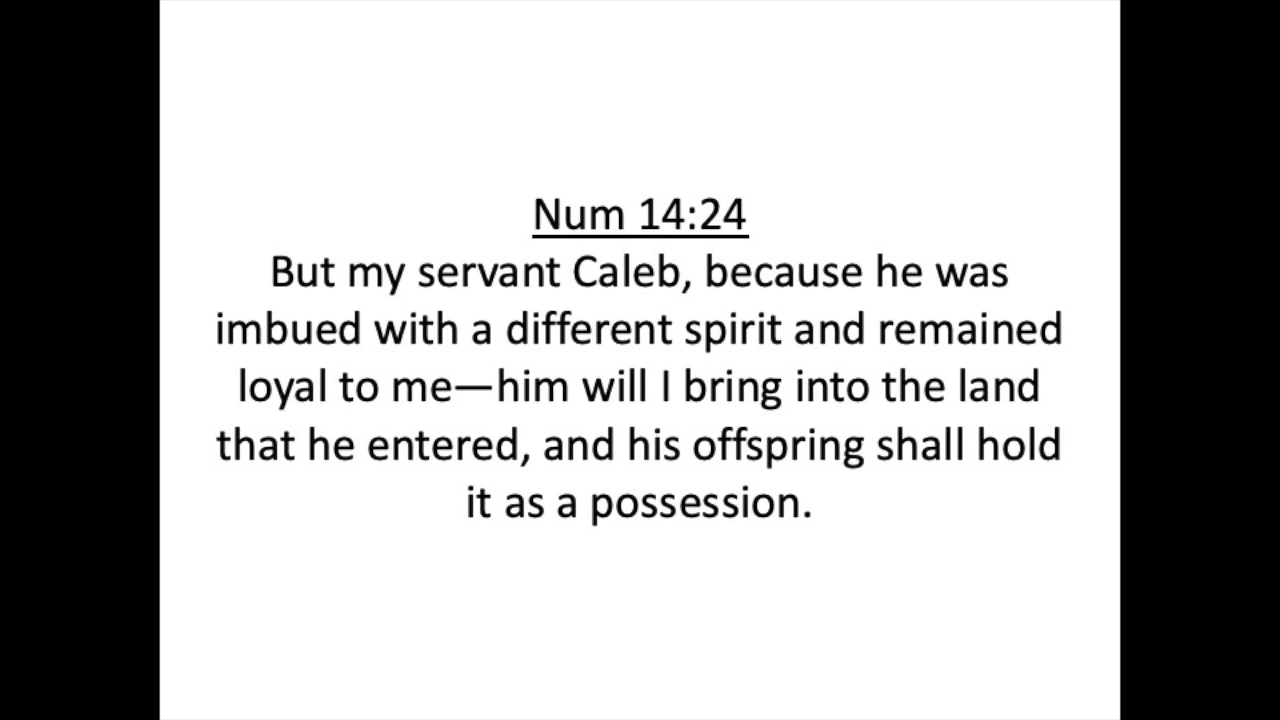 Num 14:24
But my servant Caleb, because he was
imbued with a different spirit and remained
loyal to me—him will I bring into the land
that he entered, and his offspring shall hold
it as a possession.